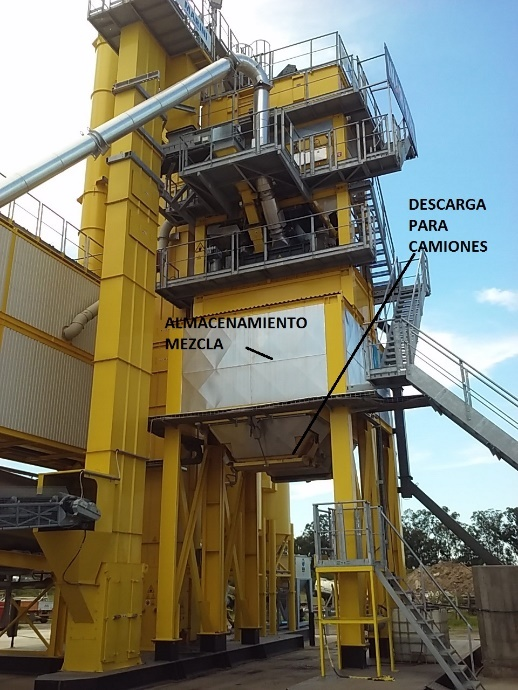 DESCARGA
PARA
CAMIONES
ALMACENAMIENTO
MEZCLA